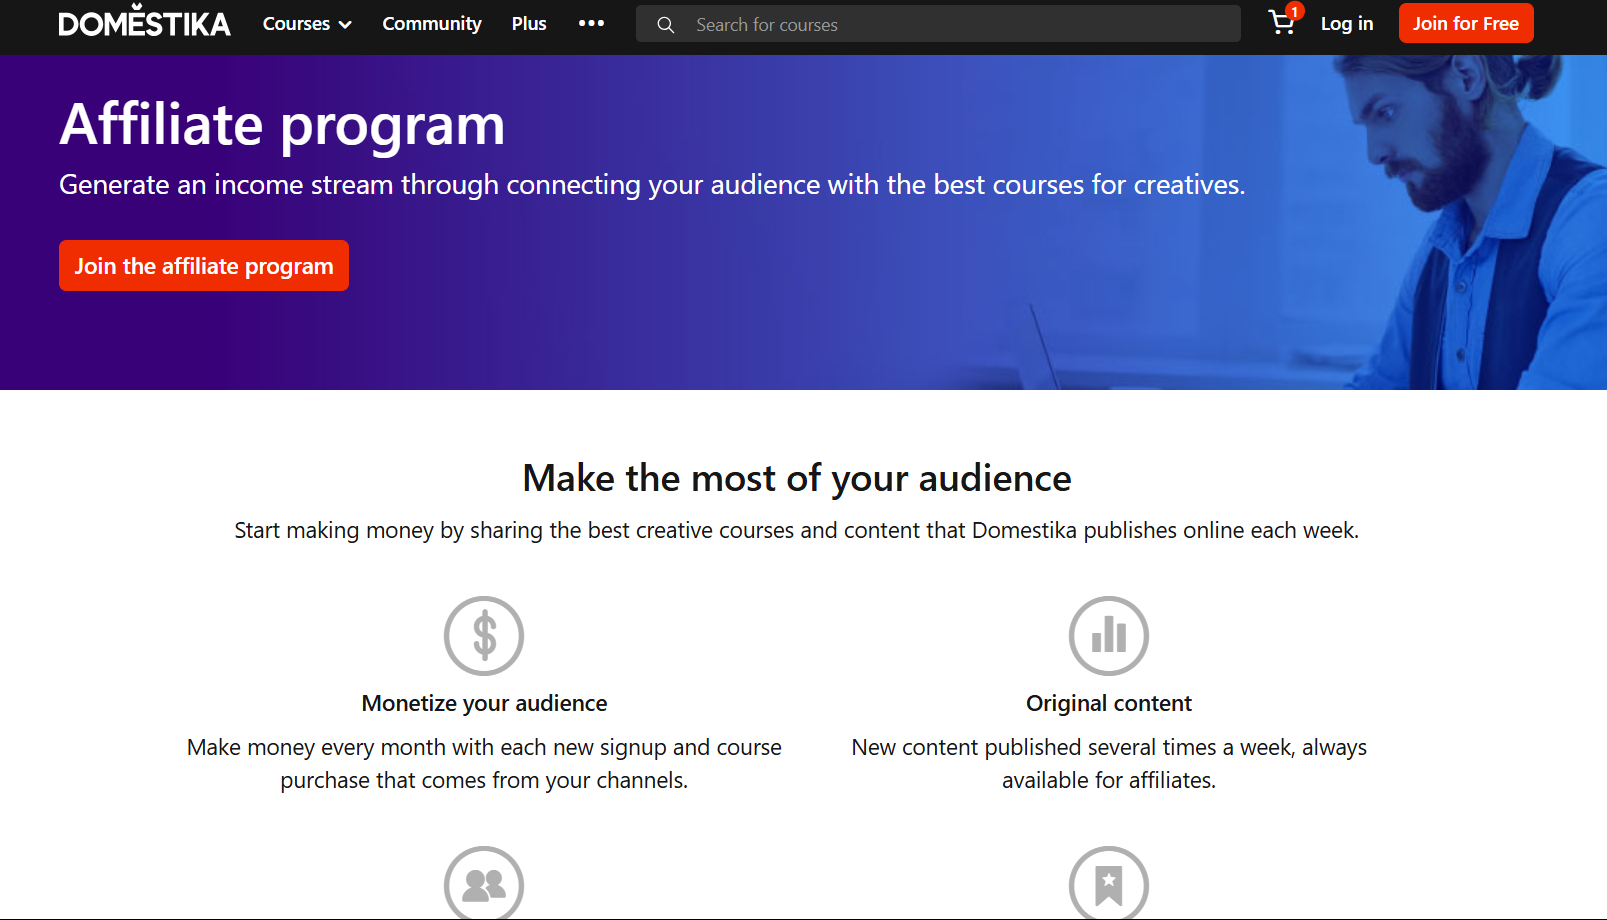 DOMESTIKA
Courses
Community
Plus
•••
Search for courses
1
Log in
Join for Free
Affiliate program
Generate an income stream through connecting your audience with the best courses for creatives.
Join the affiliate program
Make the most of your audience
Start making money by sharing the best creative courses and content that Domestika publishes online each week.
$
Monetize your audience
Make money every month with each new signup and course
purchase that comes from your channels.
Original content
New content published several times a week, always
available for affiliates.